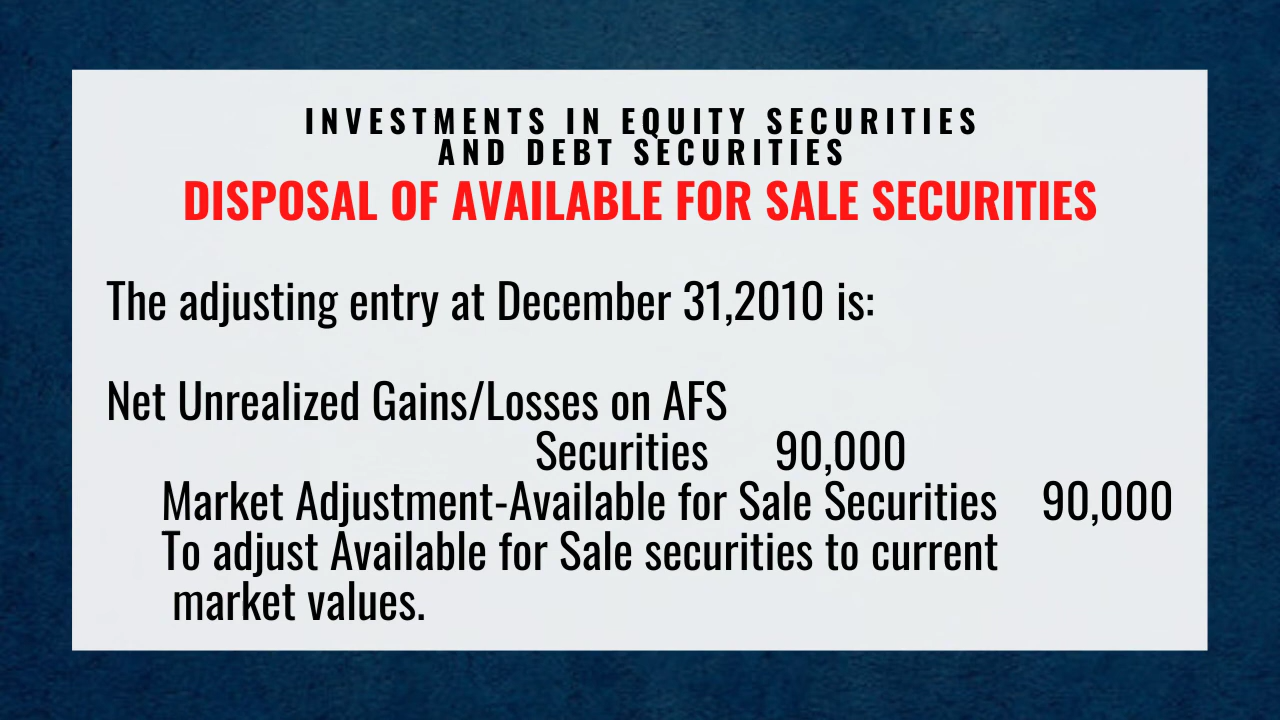 INVESTMENTS IN EQUITY SECURITIES
AND DEBT SECURITIES
DISPOSAL OF AVAILABLE FOR SALE SECURITIES
The adjusting entry at December 31,2010 is:
Net Unrealized Gains/Losses on AFS
Securities 90,000
Market Adjustment-Available for Sale Securities 90,000
To adjust Available for Sale securities to current
market values.